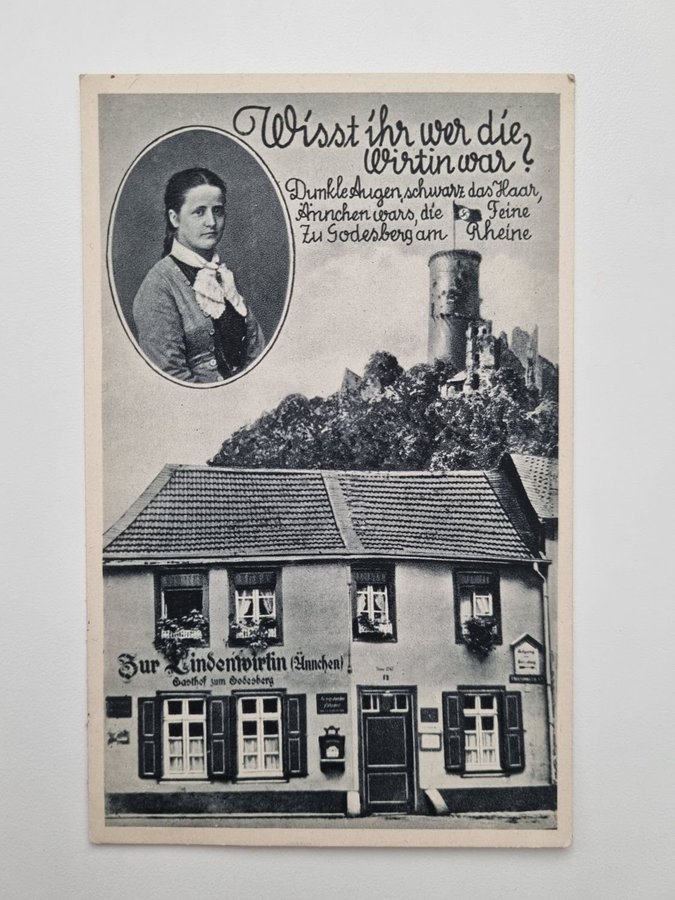 Wisst ihr wer die
Wirtin war?
Dunkle Augen, schwarz das Haar,
Ännchen wars, die Feine
Zu Godesberg am Rheine
Zur Lindenwirtin (Ännchen)
Gasthof zum Godesberg